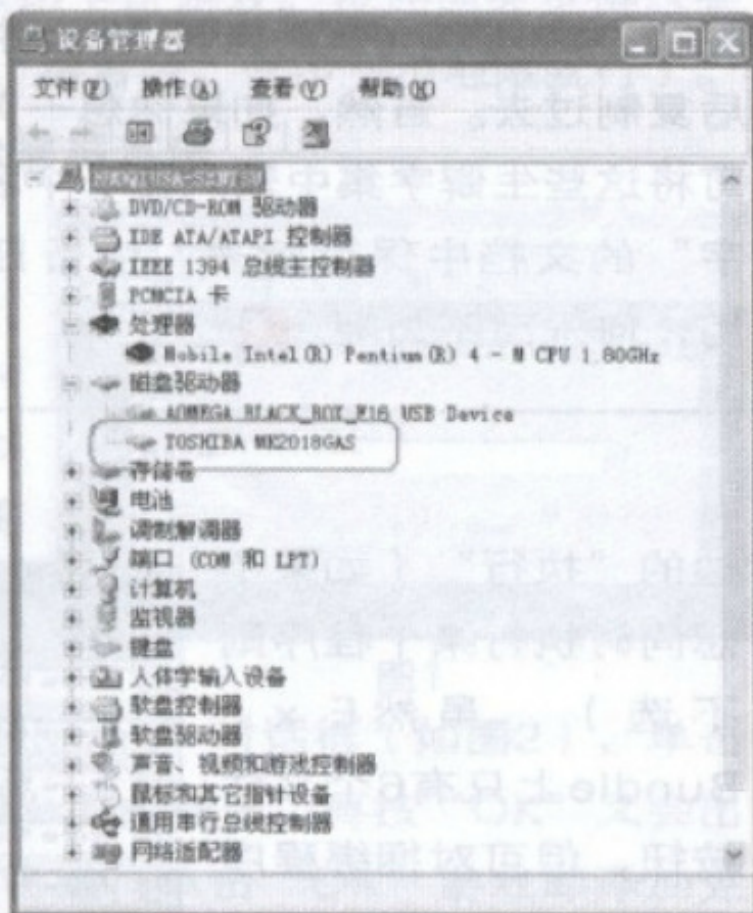 设备管理器
文件(F) 操作(A) 查看(V) 帮助(H)
DVD/CD-ROM 驱动器
IDE ATA/ATAPI 控制器
IEEE 1394 总线主控制器
PCMCIA 卡
处理器
Mobile Intel(R) Pentium(R) 4 - M CPU 1.80GHz
磁盘驱动器
AOMEGA BLACK_BOX_E16 USB Device
TOSHIBA MK2018GAS
存储卷
电池
调制解调器
端口 (COM 和 LPT)
计算机
监视器
键盘
人体学输入设备
软盘控制器
软盘驱动器
声音、视频和游戏控制器
鼠标和其它指针设备
通用串行总线控制器
网络适配器